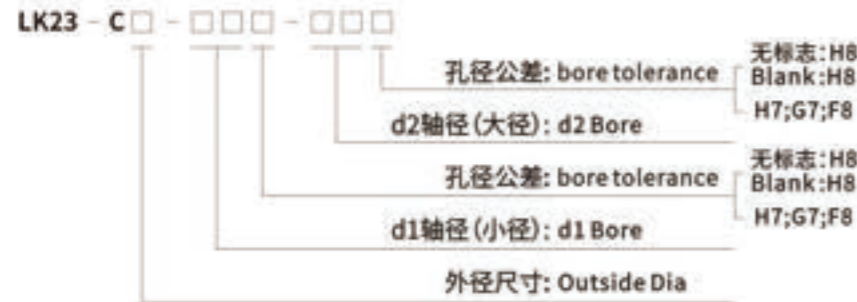 LK23 - C□ - □□□ - □□□
孔径公差: bore tolerance
无标志:H8
Blank:H8
H7;G7;F8
d2轴径(大径): d2 Bore
孔径公差: bore tolerance
无标志:H8
Blank:H8
H7;G7;F8
d1轴径(小径): d1 Bore
外径尺寸: Outside Dia